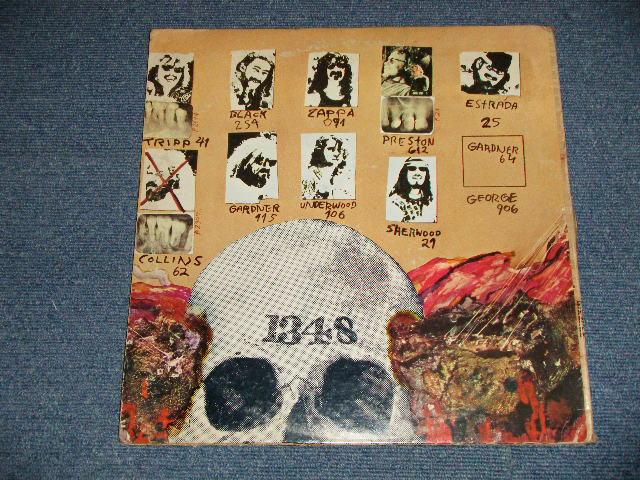 TRIPP 41
BLACK
254
ZAPPA
091
PRESTON
612
ESTRADA
25
COLLINS
62
GARDNER
115
UNDERWOOD
106
SHERWOOD
21
GARDNER
64
GEORGE
906
1348